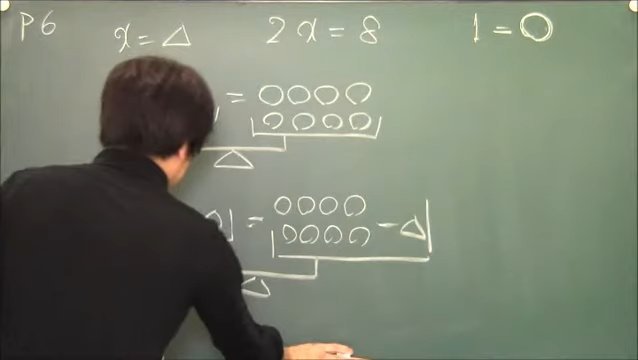 P6 x = △ 2x = 8 1 = ○
= ○○○○
○○○○
= ○○○○
○○○○ - △